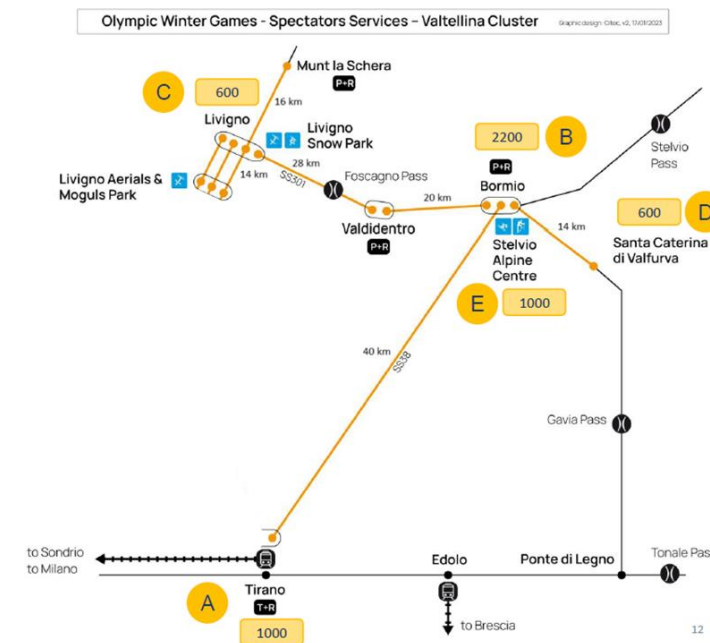 Olympic Winter Games - Spectators Services – Valtellina Cluster
Graphic design: Citec, v2, 17/01/2023
Munt la Schera
P+R
C
600
16 km
Livigno
Livigno
Snow Park
2200
B
Stelvio
Pass
14 km
28 km
SS301
Foscagno Pass
P+R
Bormio
Livigno Aerials &
Moguls Park
20 km
Valdidentro
P+R
600
D
14 km
Santa Caterina
di Valfurva
Stelvio
Alpine
Centre
E
1000
40 km
SS38
Gavia Pass
to Sondrio
to Milano
Edolo
Ponte di Legno
Tonale Pas
A
Tirano
T+R
1000
to Brescia
12